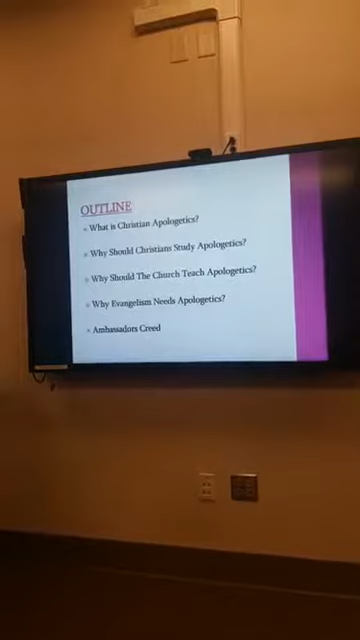 OUTLINE
What is Christian Apologetics?
Why Should Christians Study Apologetics?
Why Should The Church Teach Apologetics?
Why Evangelism Needs Apologetics?
Ambassadors Creed